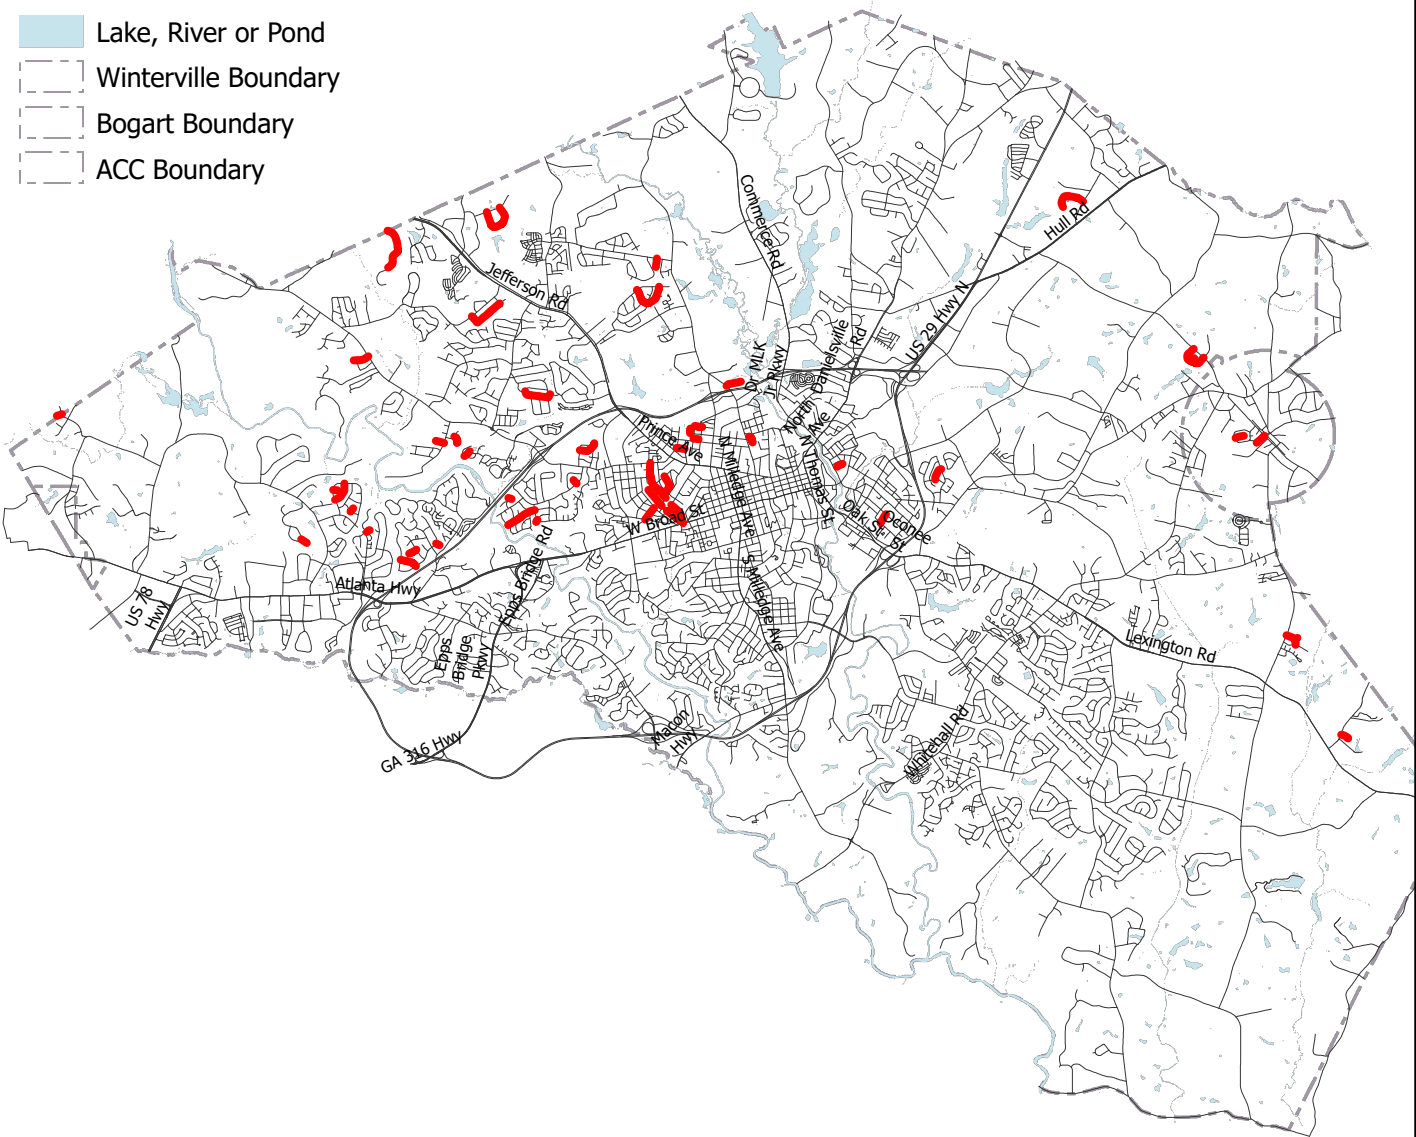 Lake, River or Pond
Winterville Boundary
Bogart Boundary
ACC Boundary
Commerce Rd
Hull Rd
Jefferson Rd
US 29 Hwy N
Dr MLK
Jr Pkwy
North Danielsville
Rd
Ave
Prince Ave
N Milledge Ave
N Thomas St
W Broad St
Oak St
Oconee
St
Epps Bridge Rd
Atlanta Hwy
US 78
Hwy
S Milledge Ave
Epps
Bridge
Pkwy
Lexington Rd
Macon
Hwy
Whitehall Rd
GA 316 Hwy